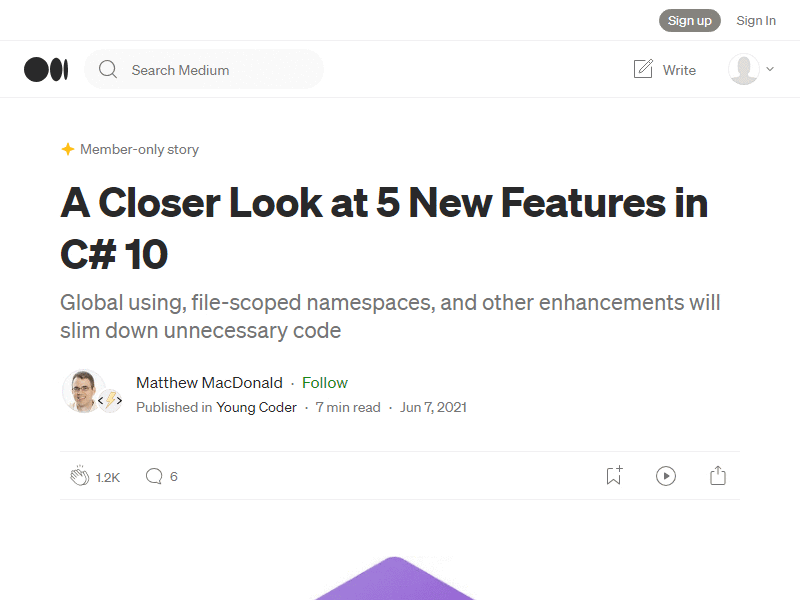 Sign up Sign In
Search Medium Write
Member-only story
A Closer Look at 5 New Features in
C# 10
Global using, file-scoped namespaces, and other enhancements will
slim down unnecessary code
Matthew MacDonald · Follow
Published in Young Coder · 7 min read · Jun 7, 2021
1.2K 6